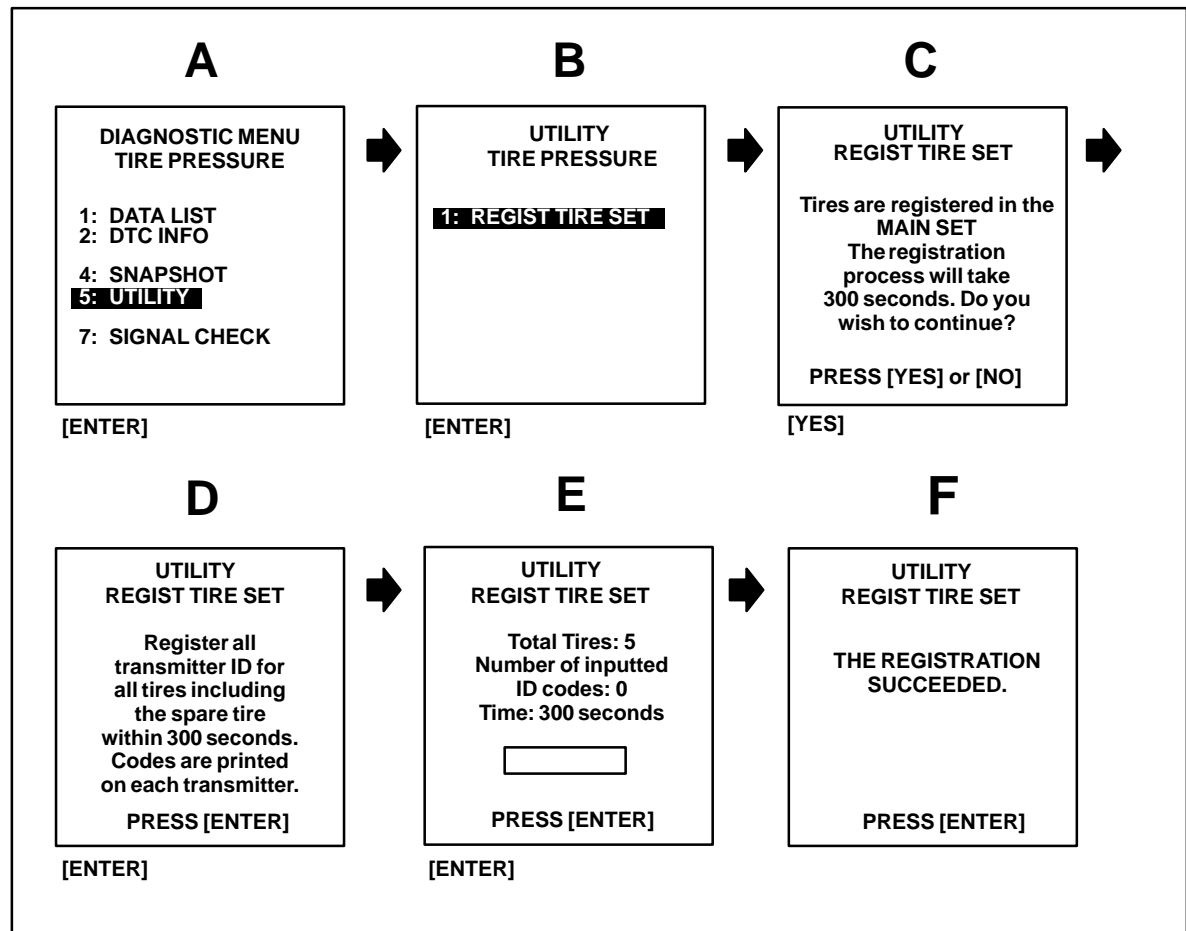 A
DIAGNOSTIC MENU
TIRE PRESSURE
1: DATA LIST
2: DTC INFO
4: SNAPSHOT
5: UTILITY
7: SIGNAL CHECK
[ENTER]
B
UTILITY
TIRE PRESSURE
1: REGIST TIRE SET
[ENTER]
C
UTILITY
REGIST TIRE SET
Tires are registered in the
MAIN SET
The registration
process will take
300 seconds. Do you
wish to continue?
PRESS [YES] or [NO]
[YES]
D
UTILITY
REGIST TIRE SET
Register all
transmitter ID for
all tires including
the spare tire
within 300 seconds.
Codes are printed
on each transmitter.
PRESS [ENTER]
[ENTER]
E
UTILITY
REGIST TIRE SET
Total Tires: 5
Number of inputted
ID codes: 0
Time: 300 seconds
PRESS [ENTER]
[ENTER]
F
UTILITY
REGIST TIRE SET
THE REGISTRATION
SUCCEEDED.
PRESS [ENTER]